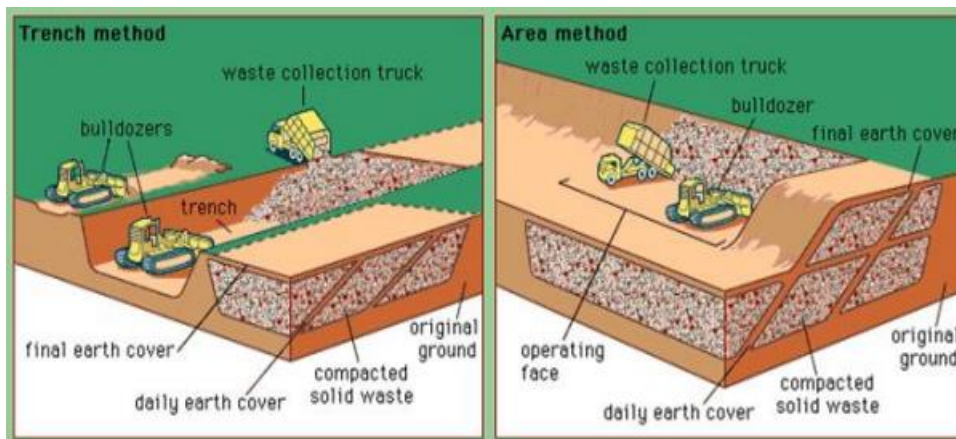 Trench method
waste collection truck
bulldozers
trench
final earth cover
daily earth cover
compacted
solid waste
original
ground
Area method
waste collection truck
bulldozer
final earth cover
operating
face
daily earth cover
compacted
solid waste
original
ground